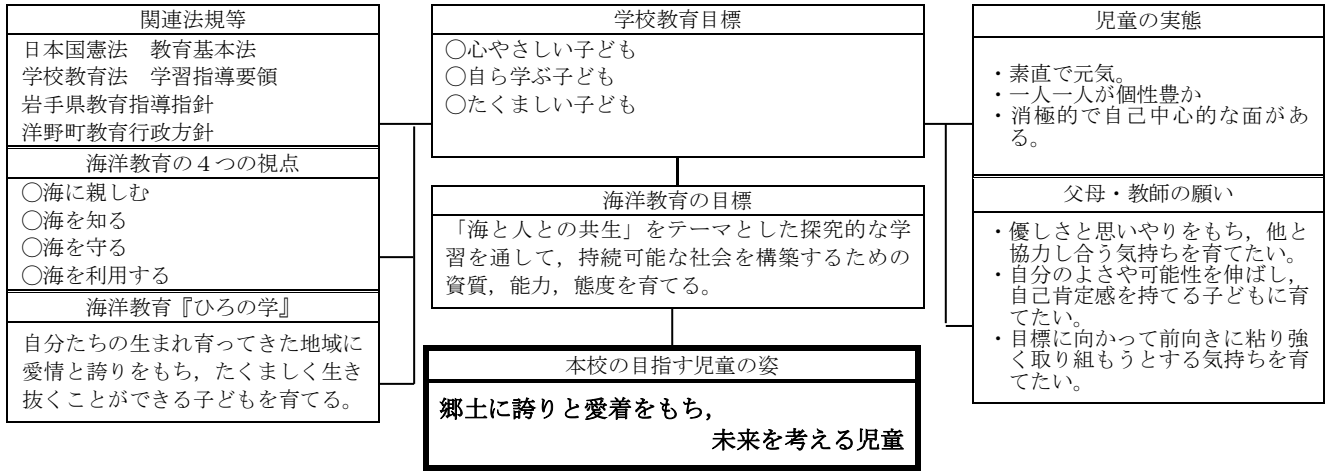 関連法規等
日本国憲法　教育基本法
学校教育法　学習指導要領
岩手県教育指導指針
洋野町教育行政方針
海洋教育の４つの視点
○海に親しむ
○海を知る
○海を守る
○海を利用する
海洋教育『ひろの学』
自分たちの生まれ育ってきた地域に
愛情と誇りをもち，たくましく生き
抜くことができる子どもを育てる。
学校教育目標
○心やさしい子ども
○自ら学ぶ子ども
○たくましい子ども
海洋教育の目標
「海と人との共生」をテーマとした探究的な学
習を通して，持続可能な社会を構築するための
資質，能力，態度を育てる。
本校の目指す児童の姿
郷土に誇りと愛着をもち，
未来を考える児童
児童の実態
・素直で元気。
・一人一人が個性豊か
・消極的で自己中心的な面があ
る。
父母・教師の願い
・優しさと思いやりをもち，他と
協力し合う気持ちを育てたい。
・自分のよさや可能性を伸ばし，
自己肯定感を持てる子どもに育
てたい。
・目標に向かって前向きに粘り強
く取り組もうとする気持ちを育
てたい。